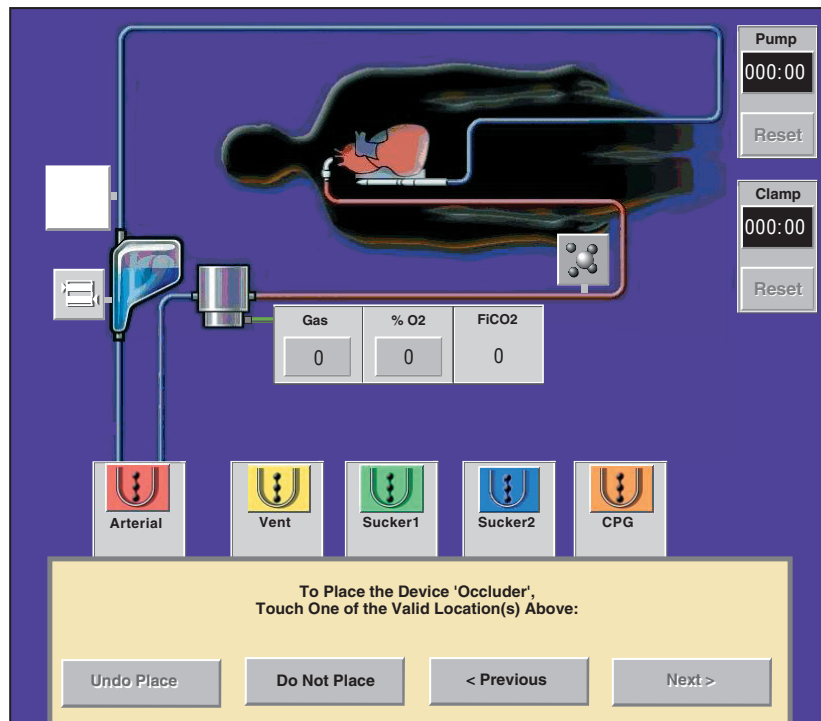 Pump
000:00
Reset
Clamp
000:00
Reset
Gas % O2 FiCO2
0 0 0
Arterial Vent Sucker1 Sucker2 CPG
To Place the Device 'Occluder',
Touch One of the Valid Location(s) Above:
Undo Place Do Not Place < Previous Next >